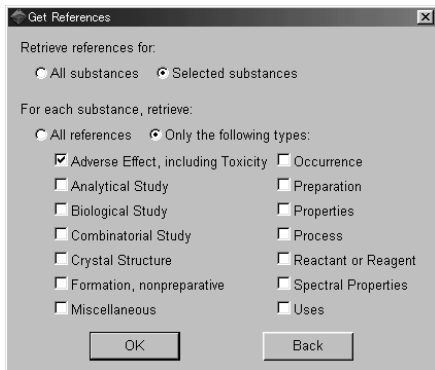 Get References
Retrieve references for:
All substances Selected substances
For each substance, retrieve:
All references Only the following types:
Adverse Effect, including Toxicity Occurrence
Analytical Study Preparation
Biological Study Properties
Combinatorial Study Process
Crystal Structure Reactant or Reagent
Formation, nonpreparative Spectral Properties
Miscellaneous Uses
OK Back